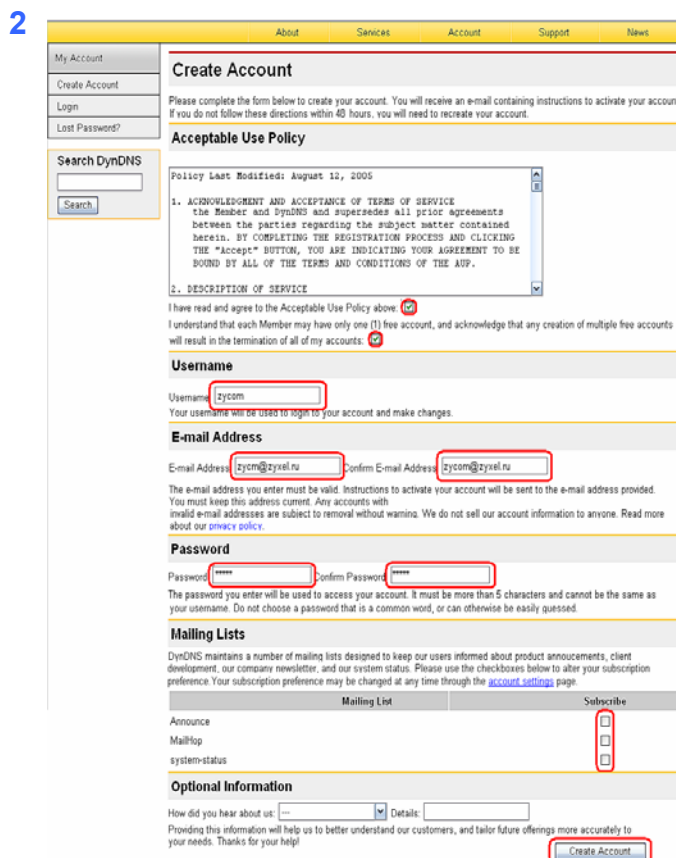 2
About Services Account Support News
My Account
Create Account
Login
Lost Password?
Search DynDNS
Search
Create Account
Please complete the form below to create your account. You will receive an e-mail containing instructions to activate your accoun
If you do not follow these directions within 48 hours, you will need to recreate your account.
Acceptable Use Policy
Policy Last Modified: August 12, 2005
1. ACKNOWLEDGMENT AND ACCEPTANCE OF TERMS OF SERVICE
the Member and DynDNS and supersedes all prior agreements
between the parties regarding the subject matter contained
herein. BY COMPLETING THE REGISTRATION PROCESS AND CLICKING
THE "Accept" BUTTON, YOU ARE INDICATING YOUR AGREEMENT TO BE
BOUND BY ALL OF THE TERMS AND CONDITIONS OF THE AUP.
2. DESCRIPTION OF SERVICE
I have read and agree to the Acceptable Use Policy above:
I understand that each Member may have only one (1) free account, and acknowledge that any creation of multiple free accounts
will result in the termination of all of my accounts:
Username
Username zycom
Your username will be used to login to your account and make changes.
E-mail Address
E-mail Address zycm@zyxel.ru Confirm E-mail Address zycom@zyxel.ru
The e-mail address you enter must be valid. Instructions to activate your account will be sent to the e-mail address provided.
You must keep this address current. Any accounts with
invalid e-mail addresses are subject to removal without warning. We do not sell our account information to anyone. Read more
about our privacy policy.
Password
Password ***** Confirm Password *****
The password you enter will be used to access your account. It must be more than 5 characters and cannot be the same as
your username. Do not choose a password that is a common word, or can otherwise be easily guessed.
Mailing Lists
DynDNS maintains a number of mailing lists designed to keep our users informed about product annoucements, client
development, our company newsletter, and our system status. Please use the checkboxes below to alter your subscription
preference.Your subscription preference may be changed at any time through the account settings page.
Mailing List Subscribe
Announce
MailHop
system-status
Optional Information
How did you hear about us: --- Details:
Providing this information will help us to better understand our customers, and tailor future offerings more accurately to
your needs. Thanks for your help!
Create Account